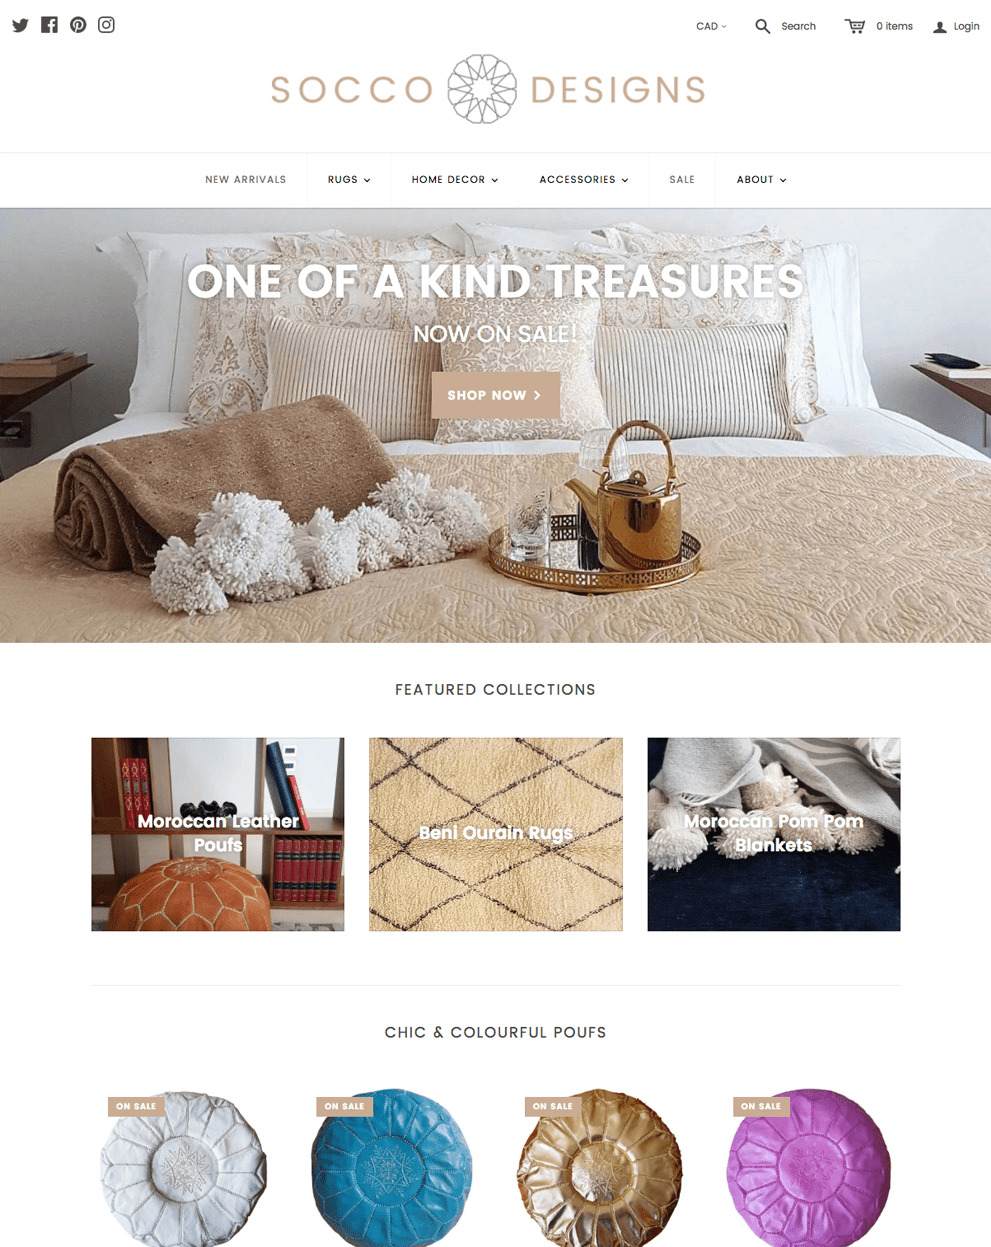 CAD
Search
0 items
Login
SOCCO DESIGNS
NEW ARRIVALS
RUGS
HOME DECOR
ACCESSORIES
SALE
ABOUT
ONE OF A KIND TREASURES
NOW ON SALE!
SHOP NOW
FEATURED COLLECTIONS
Moroccan Leather
Poufs
Beni Ourain Rugs
Moroccan Pom Pom
Blankets
CHIC & COLOURFUL POUFS
ON SALE
ON SALE
ON SALE
ON SALE